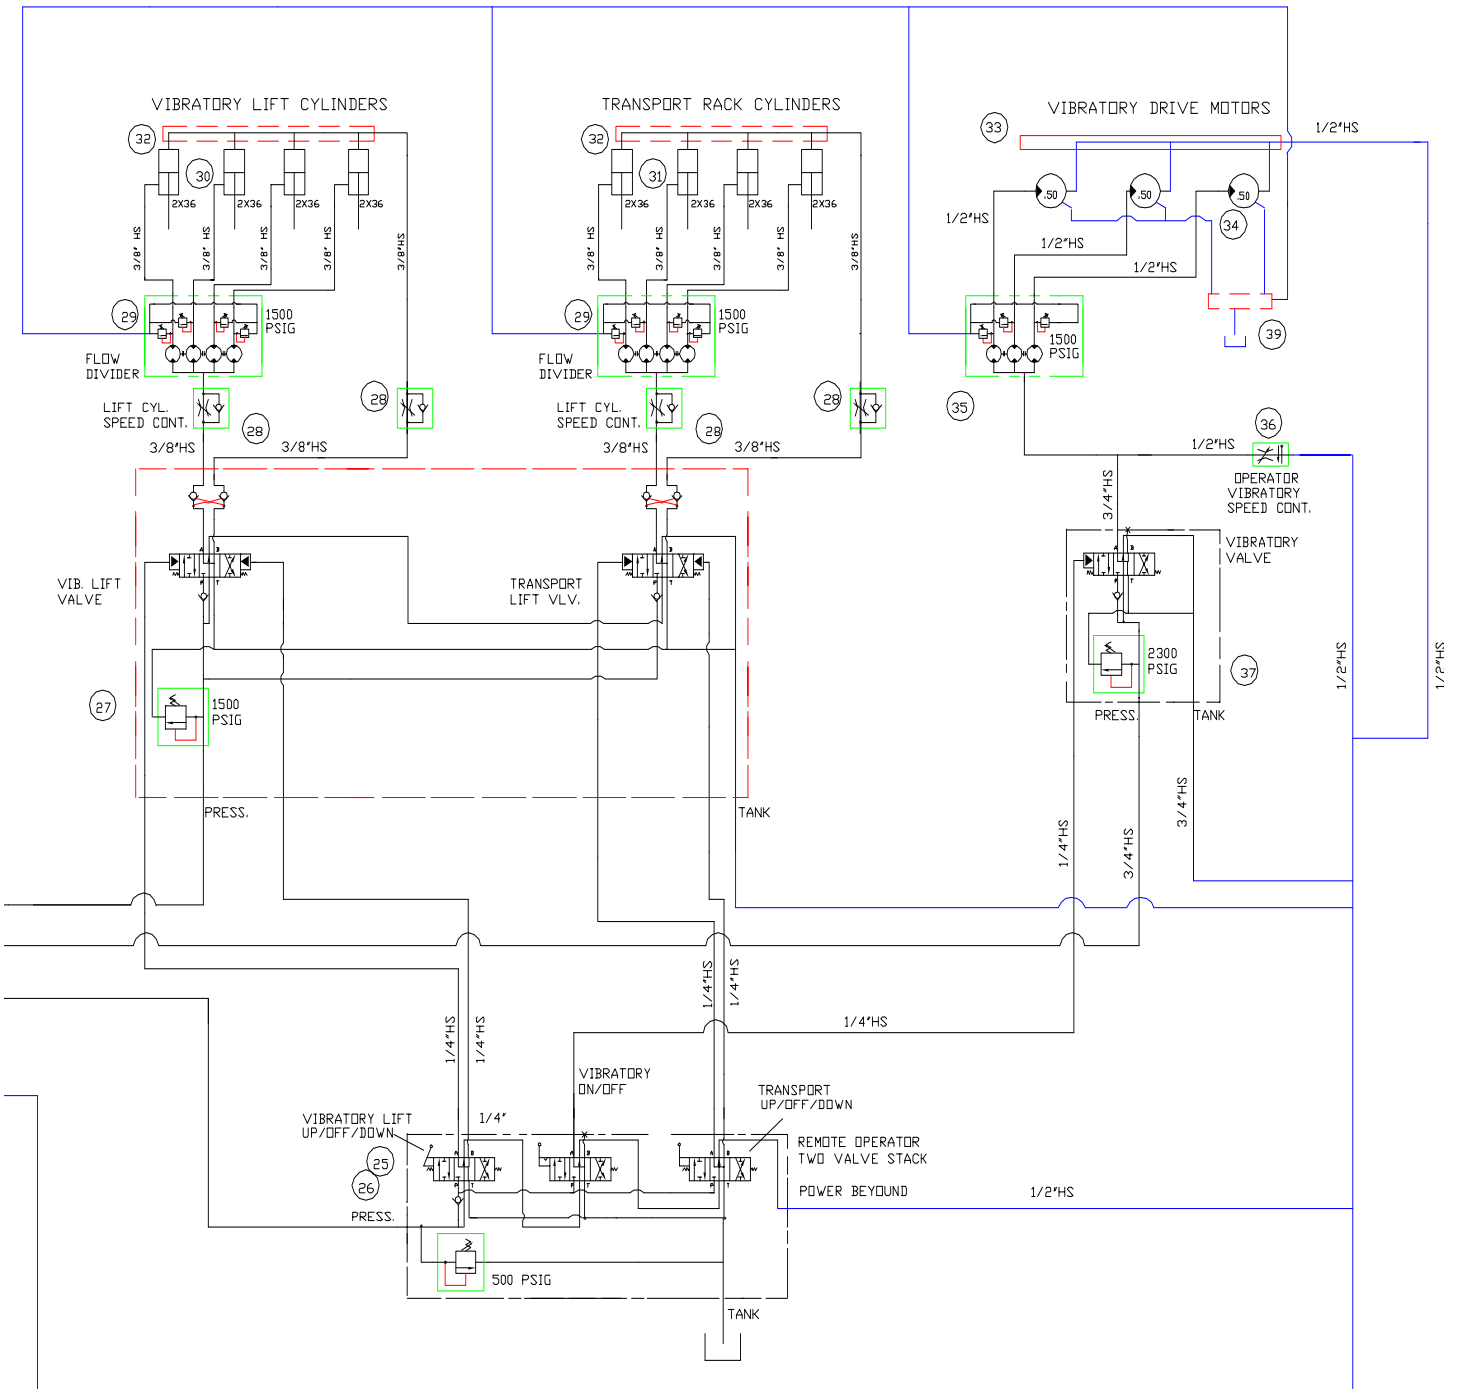 VIBRATORY LIFT CYLINDERS
TRANSPORT RACK CYLINDERS
VIBRATORY DRIVE MOTORS
32
30
2X36
2X36
2X36
2X36
32
31
2X36
2X36
2X36
2X36
33
1/2"HS
.50
.50
.50
34
1/2"HS
1/2"HS
1/2"HS
3/8" HS
3/8" HS
3/8" HS
3/8" HS
3/8"HS
3/8" HS
3/8" HS
3/8" HS
3/8" HS
3/8"HS
29
1500
PSIG
FLOW
DIVIDER
29
1500
PSIG
FLOW
DIVIDER
1500
PSIG
39
35
LIFT CYL.
SPEED CONT.
28
28
LIFT CYL.
SPEED CONT.
28
28
36
3/8"HS
3/8"HS
3/8"HS
3/8"HS
1/2"HS
OPERATOR
VIBRATORY
SPEED CONT.
3/4"HS
A B
P T
VIB. LIFT
VALVE
A B
P T
TRANSPORT
LIFT VLV.
A B
P T
VIBRATORY
VALVE
27
1500
PSIG
2300
PSIG
37
1/2"HS
1/2"HS
PRESS.
TANK
PRESS.
TANK
1/4"HS
3/4"HS
3/4"HS
1/4"HS
1/4"HS
1/4"HS
1/4"HS
1/4"HS
VIBRATORY
ON/OFF
TRANSPORT
UP/OFF/DOWN
VIBRATORY LIFT
UP/OFF/DOWN
1/4"
25
26
A B
P T
A B
P T
A B
P T
REMOTE OPERATOR
TWO VALVE STACK
POWER BEYOUND
1/2"HS
PRESS.
500 PSIG
TANK